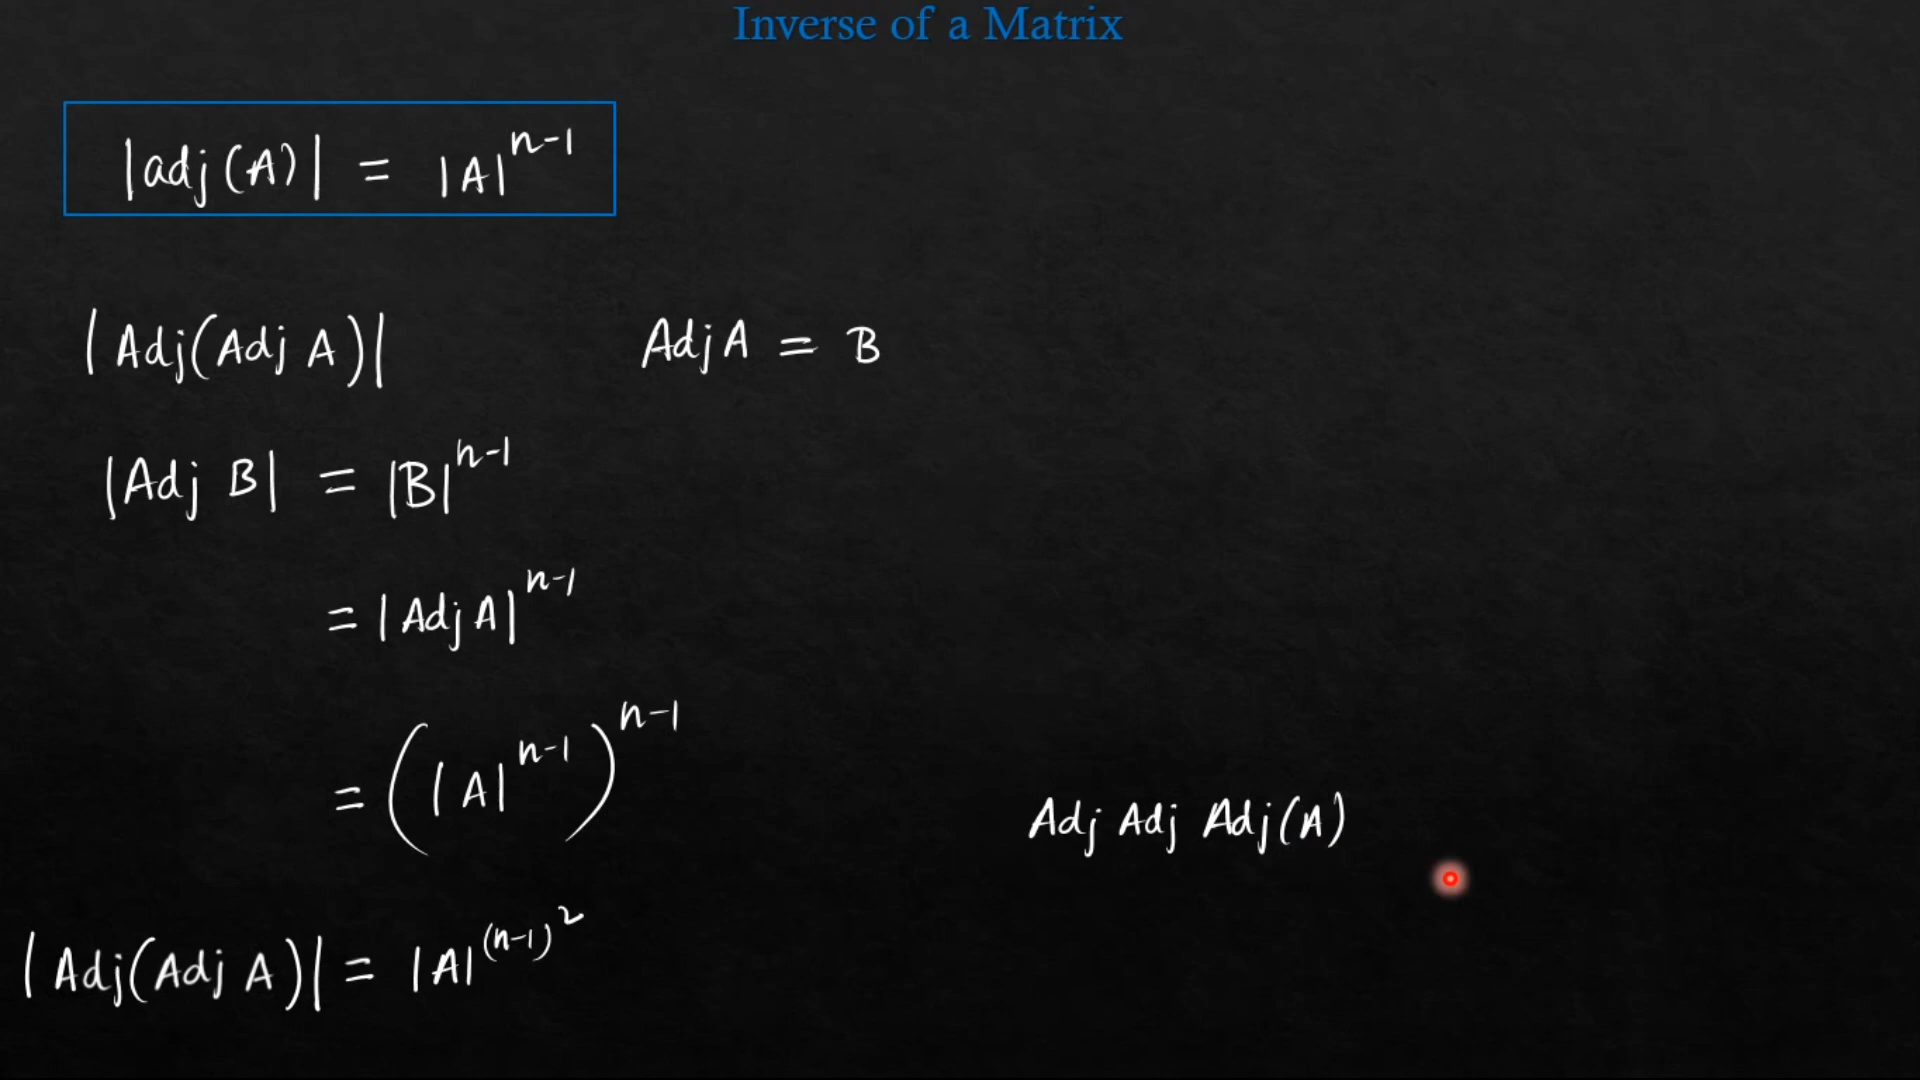 Inverse of a Matrix
|adj(A)| = |A|^{n-1}
|Adj(Adj A)| Adj A = B
|Adj B| = |B|^{n-1}
= |Adj A|^{n-1}
= (|A|^{n-1})^{n-1}
Adj Adj Adj(A)
|Adj(Adj A)| = |A|^{(n-1)^2}